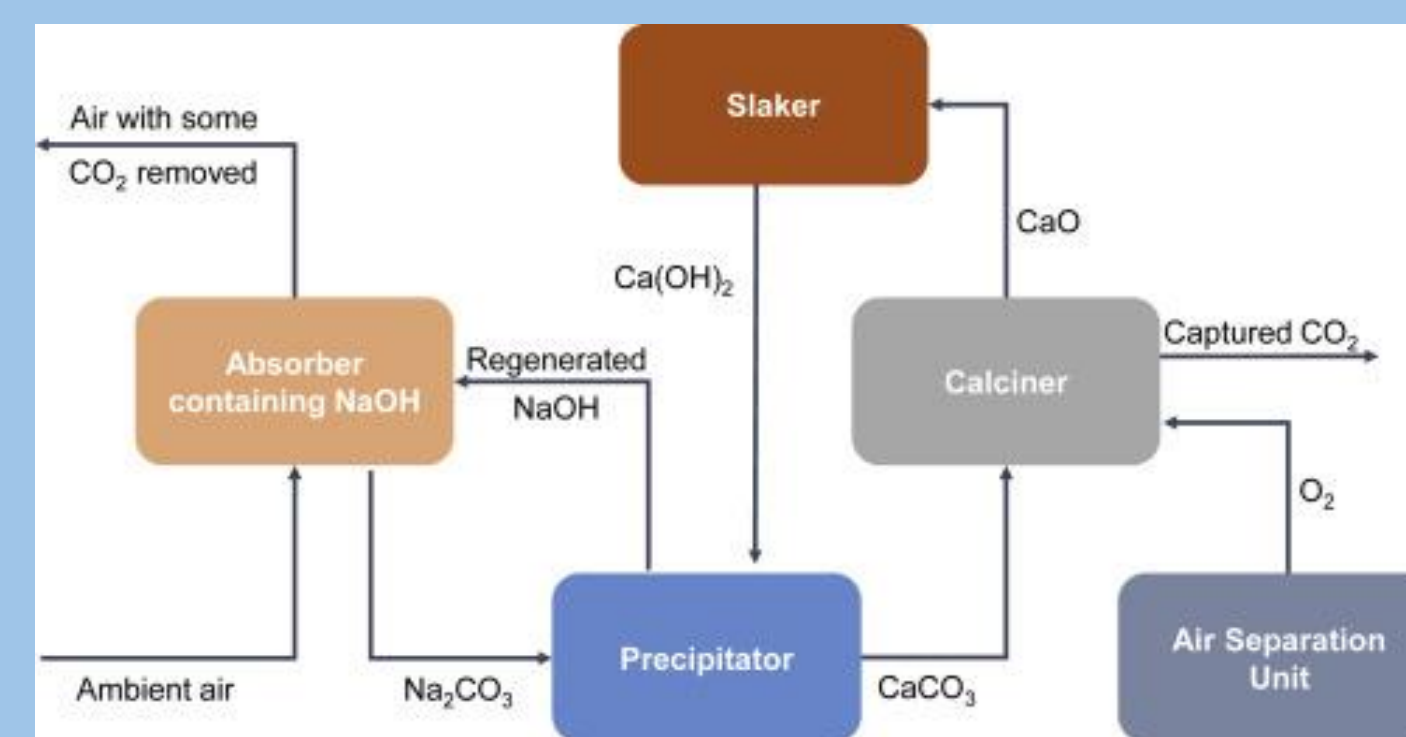 Slaker
Air with some
CO₂ removed
CaO
Ca(OH)₂
Absorber
containing NaOH
Regenerated
NaOH
Calciner
Captured CO₂
O₂
Ambient air
Na₂CO₃
Precipitator
CaCO₃
Air Separation
Unit